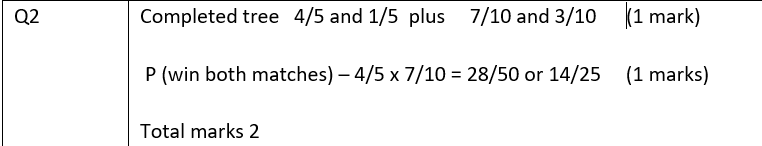 Q2 Completed tree 4/5 and 1/5 plus 7/10 and 3/10 (1 mark)
P (win both matches) – 4/5 x 7/10 = 28/50 or 14/25 (1 marks)
Total marks 2